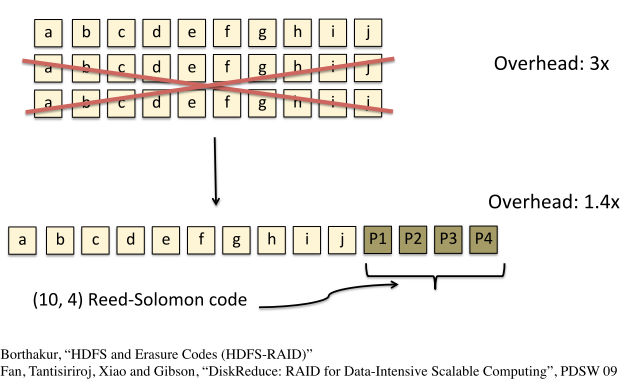 a b c d e f g h i j
a b c d e f g h i j
Overhead: 3x
a b c d e f g h i j
Overhead: 1.4x
a b c d e f g h i j P1 P2 P3 P4
(10, 4) Reed-Solomon code
Borthakur, “HDFS and Erasure Codes (HDFS-RAID)”
Fan, Tantisiriroj, Xiao and Gibson, “DiskReduce: RAID for Data-Intensive Scalable Computing”, PDSW 09